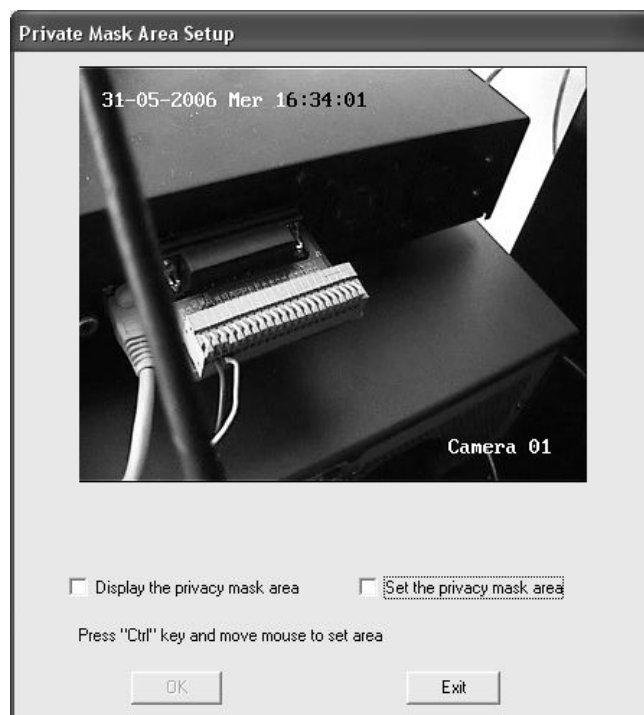 Private Mask Area Setup
31-05-2006 Mer 16:34:01
Camera 01
Display the privacy mask area
Set the privacy mask area
Press "Ctrl" key and move mouse to set area
OK
Exit